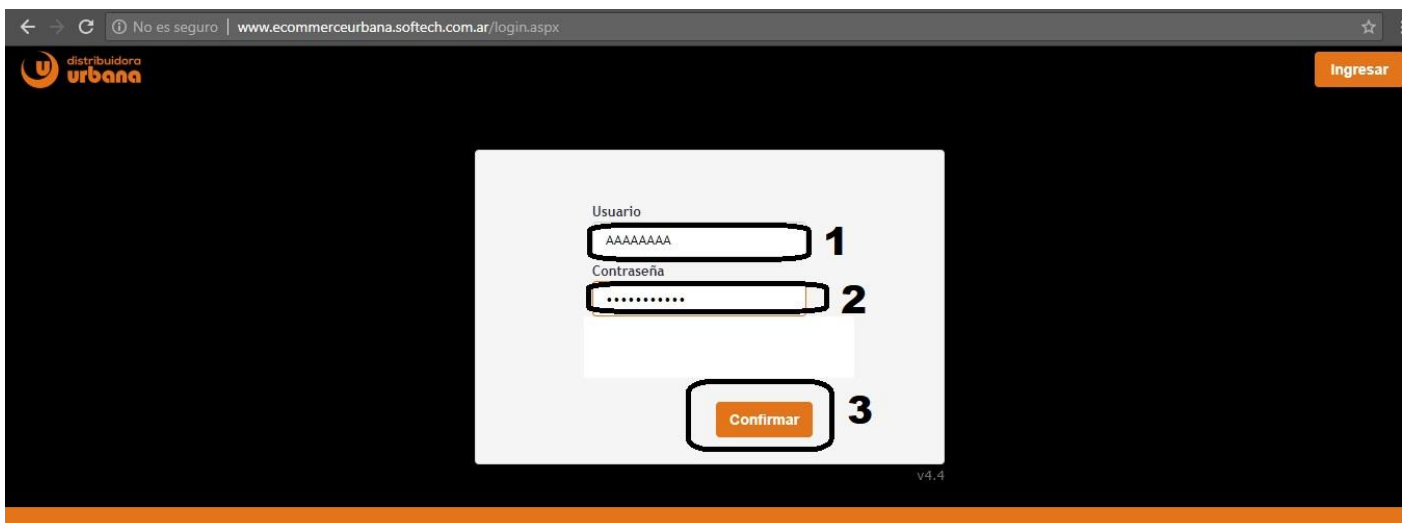 No es seguro | www.ecommerceurbana.softech.com.ar/login.aspx
U distribuidora
urbana
Ingresar
Usuario
AAAAAAAA 1
Contraseña
••••••••••• 2
Confirmar 3
v4.4